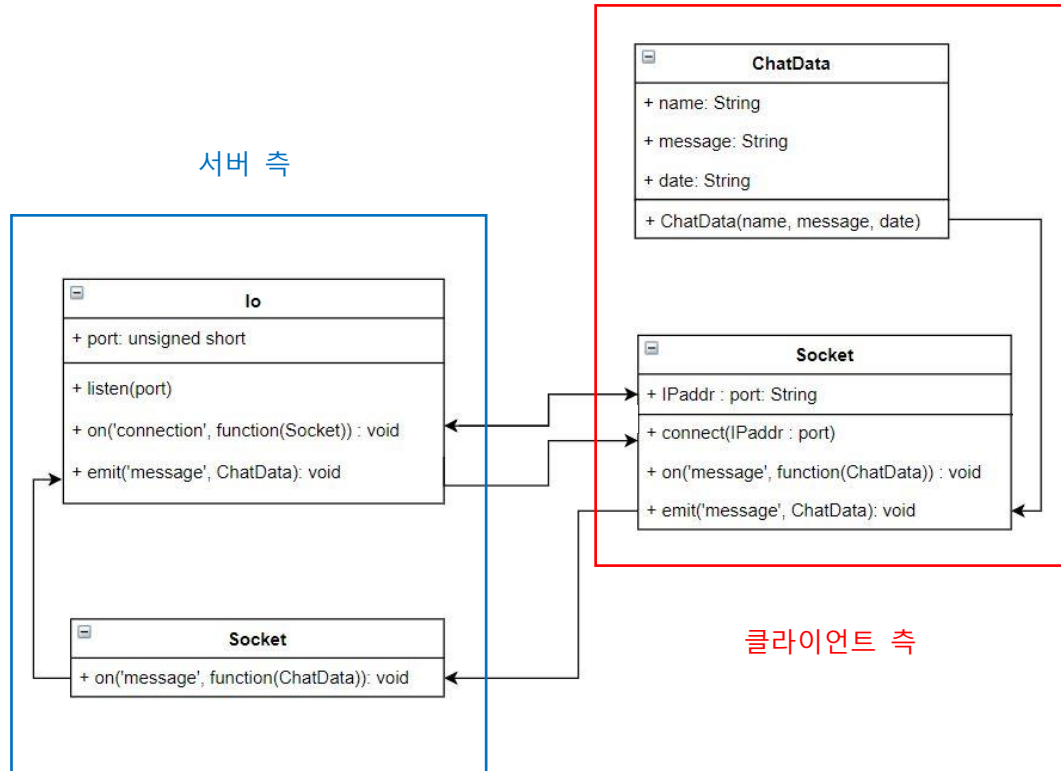 서버 측
Io
+ port: unsigned short
+ listen(port)
+ on('connection', function(Socket)) : void
+ emit('message', ChatData): void
Socket
+ on('message', function(ChatData)): void
ChatData
+ name: String
+ message: String
+ date: String
+ ChatData(name, message, date)
Socket
+ IPaddr : port: String
+ connect(IPaddr : port)
+ on('message', function(ChatData)) : void
+ emit('message', ChatData): void
클라이언트 측